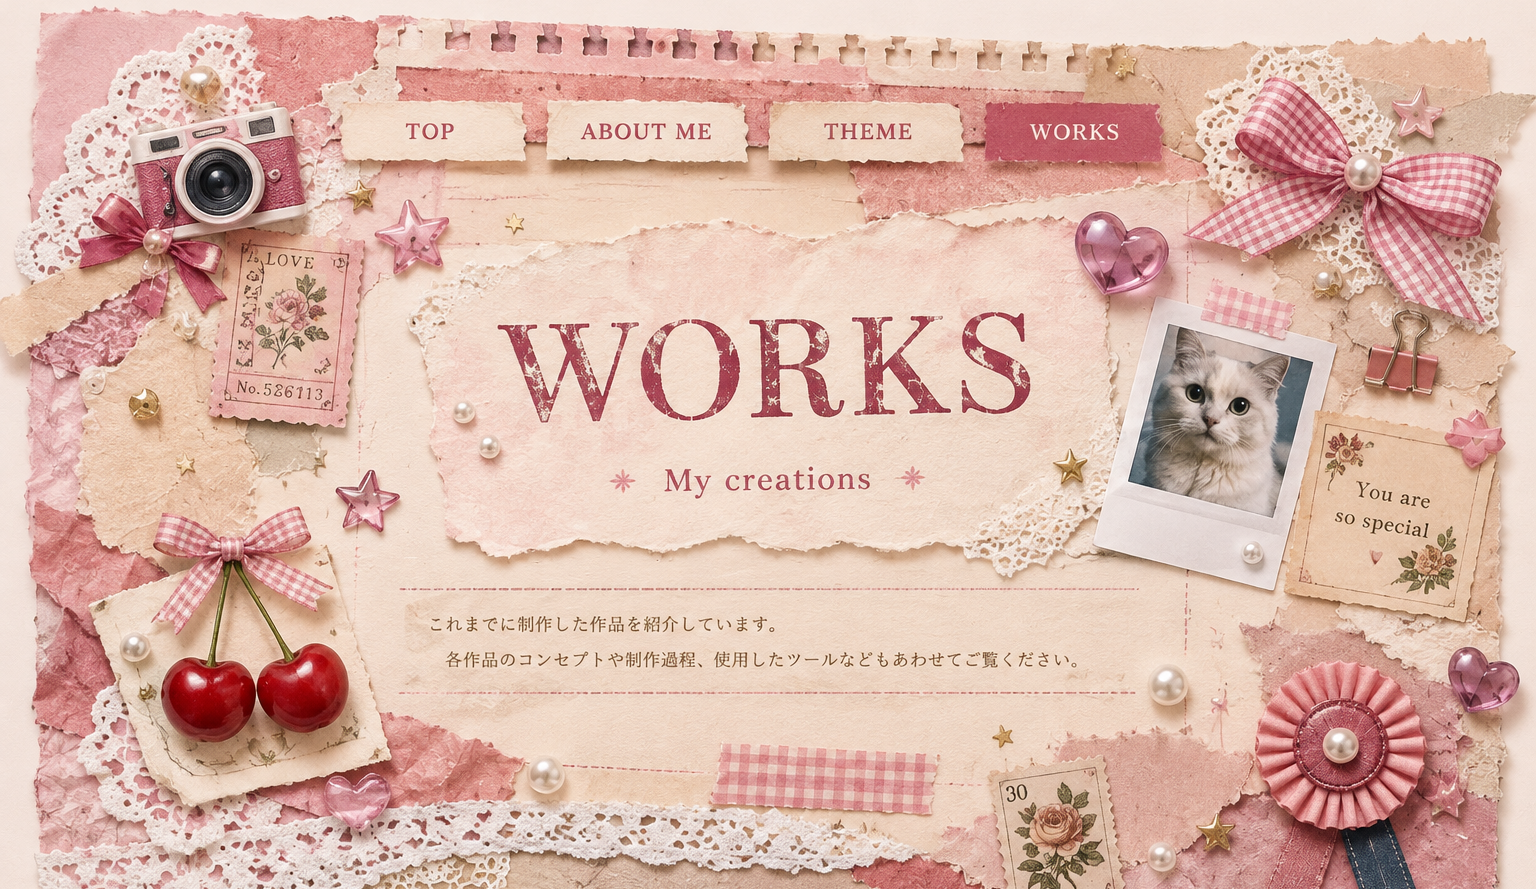 TOP
ABOUT ME
THEME
WORKS
LOVE
No. 526113
WORKS
My creations
You are
so special
これまでに制作した作品を紹介しています。
各作品のコンセプトや制作過程、使用したツールなどもあわせてご覧ください。
30